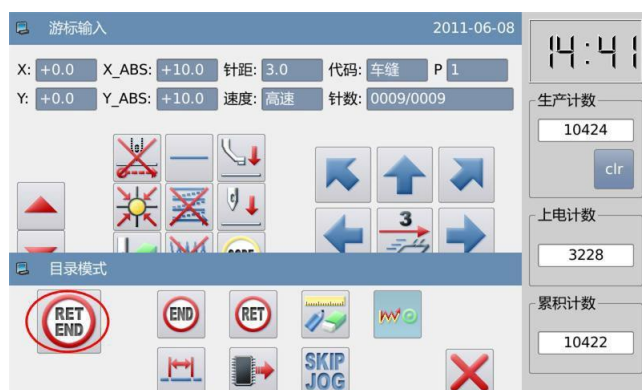 游标输入 2011-06-08
X: +0.0 X_ABS: +10.0 针距: 3.0 代码: 车缝 P 1
Y: +0.0 Y_ABS: +10.0 速度: 高速 针数: 0009/0009
14:41
生产计数
10424
clr
上电计数
3228
累积计数
10422
3
目录模式
RET
END
END
RET
SKIP
JOG